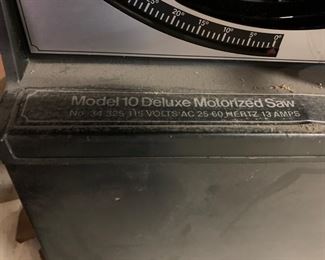 25° 20° 15° 10° 5° 0°
Model 10 Deluxe Motorized Saw
No. 34-325 115 VOLTS AC 25-60 HERTZ 13 AMPS